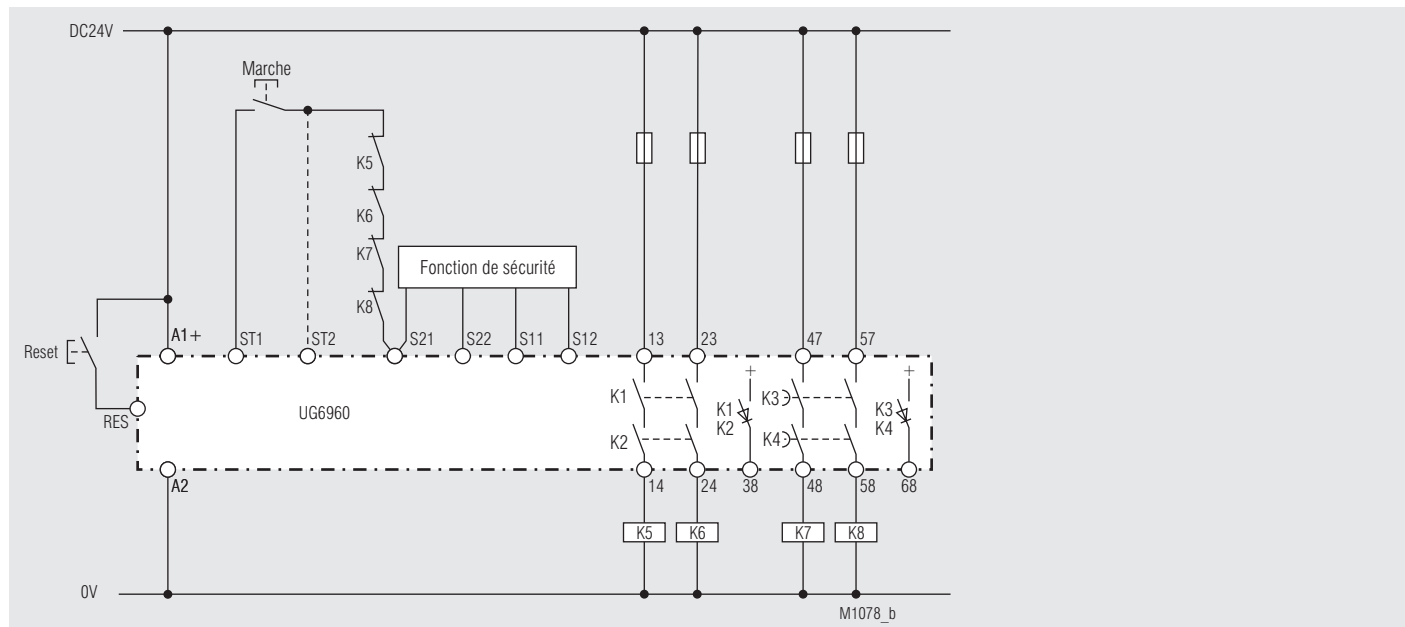 DC24V
Marche
K5
K6
K7
K8
Fonction de sécurité
Reset
A1+
ST1
ST2
S21
S22
S11
S12
13
23
47
57
RES
UG6960
K1
K2
+
K1
K2
K3
K4
+
K3
K4
A2
14
24
38
48
58
68
K5
K6
K7
K8
0V
M1078_b